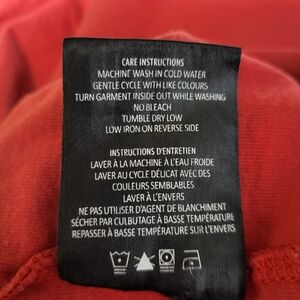 CARE INSTRUCTIONS
MACHINE WASH IN COLD WATER
GENTLE CYCLE WITH LIKE COLOURS
TURN GARMENT INSIDE OUT WHILE WASHING
NO BLEACH
TUMBLE DRY LOW
LOW IRON ON REVERSE SIDE
INSTRUCTIONS D'ENTRETIEN
LAVER À LA MACHINE À L'EAU FROIDE
LAVER AU CYCLE DÉLICAT AVEC DES
COULEURS SEMBLABLES
LAVER À L'ENVERS
NE PAS UTILISER D'AGENT DE BLANCHIMENT
SÉCHER PAR CULBUTAGE À BASSE TEMPÉRATURE
REPASSER À BASSE TEMPÉRATURE SUR L'ENVERS